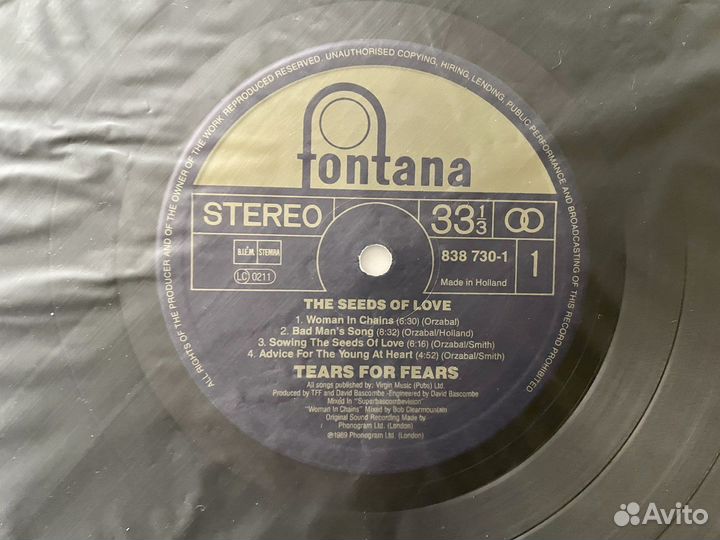 ALL RIGHTS OF THE PRODUCER AND OF THE OWNER OF THE WORK REPRODUCED RESERVED. UNAUTHORISED COPYING, HIRING, LENDING, PUBLIC PERFORMANCE AND BROADCASTING OF THIS RECORD PROHIBITED
fontana
STEREO 33 1/3
B.I.E.M. STEMRA
838 730-1 1
LC 0211
Made in Holland
THE SEEDS OF LOVE
1. Woman In Chains (6:30) (Orzabal)
2. Bad Man's Song (8:32) (Orzabal/Holland)
3. Sowing The Seeds Of Love (6:16) (Orzabal/Smith)
4. Advice For The Young At Heart (4:52) (Orzabal/Smith)
TEARS FOR FEARS
All songs published by: Virgin Music (Pubs) Ltd.
Produced by TFF and David Bascombe - Engineered by David Bascombe
Mixed In "Superbascombevision"
"Woman In Chains" Mixed by Bob Clearmountain
Original Sound Recording Made by
Phonogram Ltd. (London)
℗1989 Phonogram Ltd. (London)
Avito